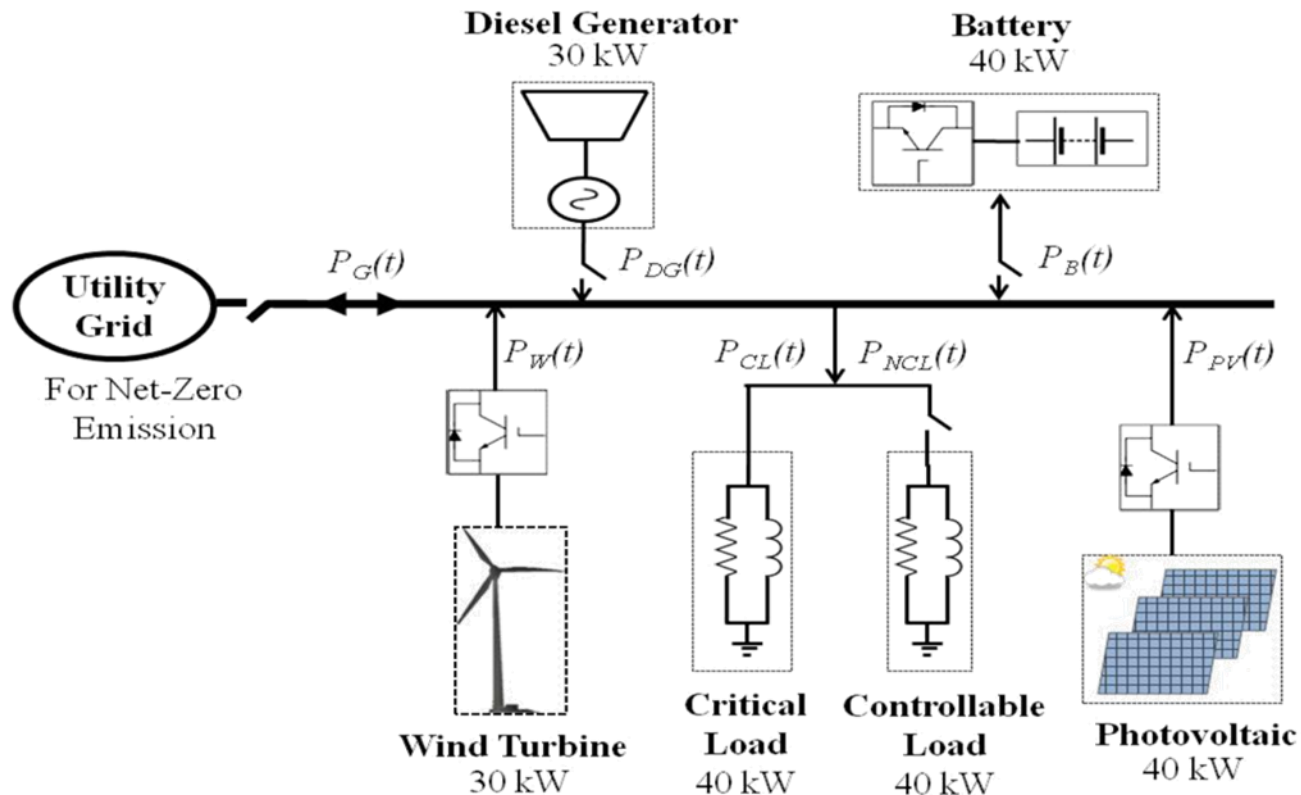 Diesel Generator
30 kW
Battery
40 kW
P_G(t)
P_DG(t)
P_B(t)
Utility
Grid
For Net-Zero
Emission
P_W(t)
P_CL(t)
P_NCL(t)
P_PV(t)
Wind Turbine
30 kW
Critical
Load
40 kW
Controllable
Load
40 kW
Photovoltaic
40 kW